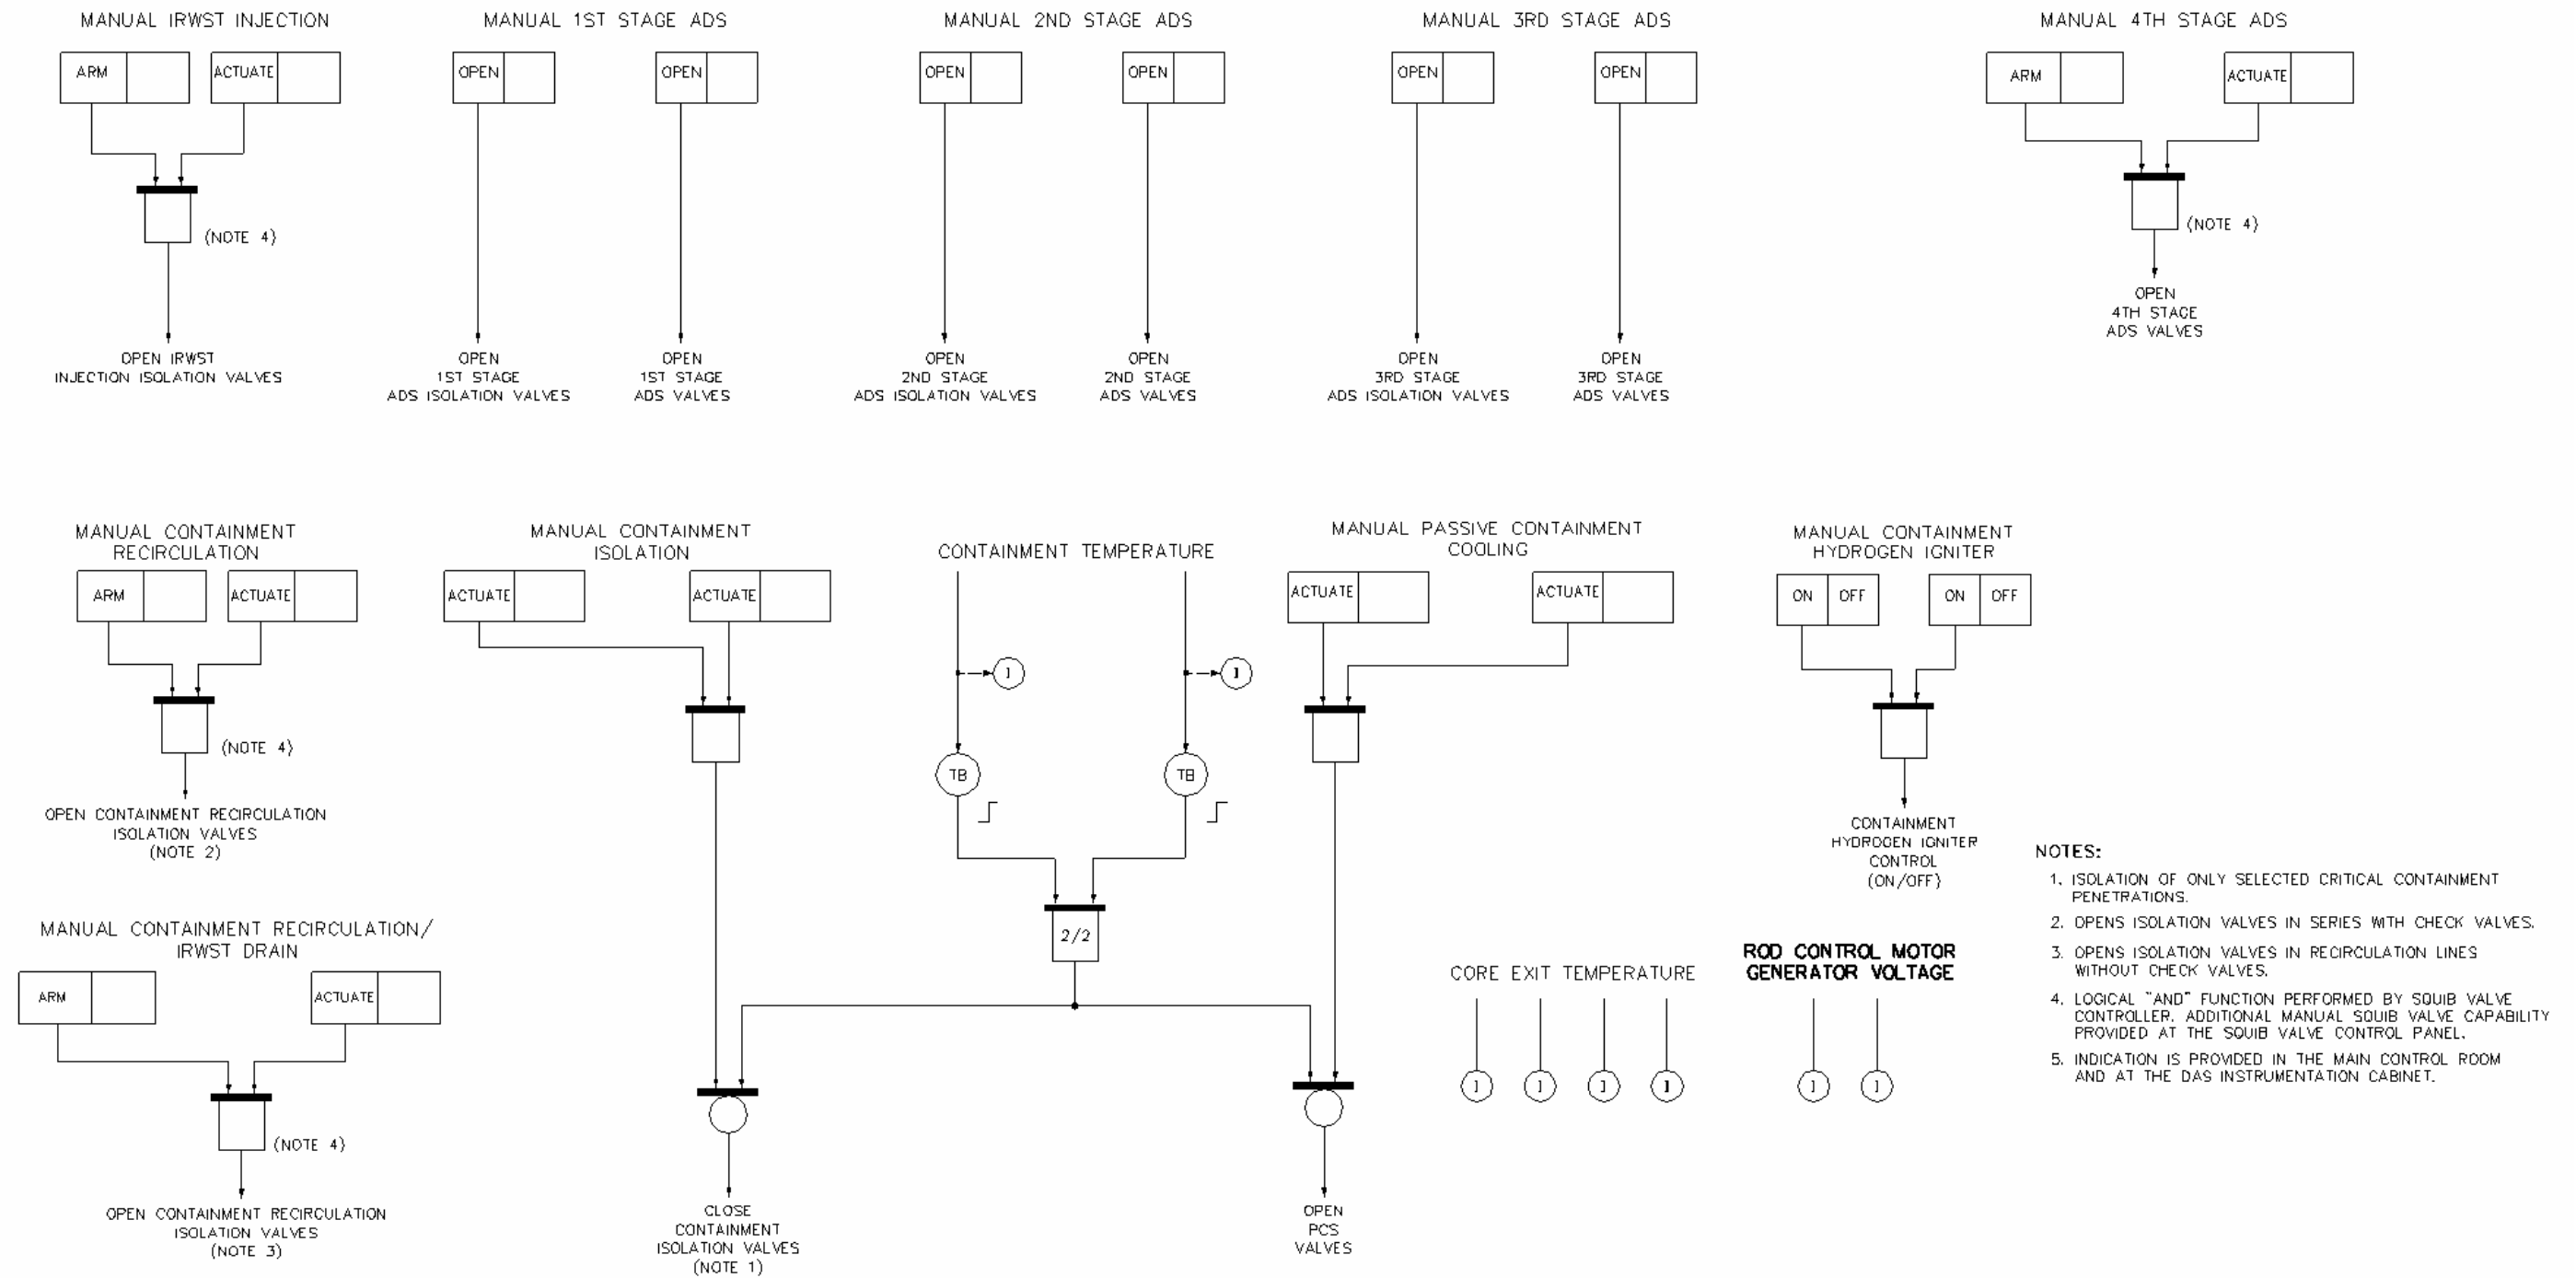 MANUAL IRWST INJECTION
ARM
ACTUATE
(NOTE 4)
OPEN IRWST
INJECTION ISOLATION VALVES
MANUAL 1ST STAGE ADS
OPEN
OPEN
OPEN
1ST STAGE
ADS ISOLATION VALVES
OPEN
1ST STAGE
ADS VALVES
MANUAL 2ND STAGE ADS
OPEN
OPEN
OPEN
2ND STAGE
ADS ISOLATION VALVES
OPEN
2ND STAGE
ADS VALVES
MANUAL 3RD STAGE ADS
OPEN
OPEN
OPEN
3RD STAGE
ADS ISOLATION VALVES
OPEN
3RD STAGE
ADS VALVES
MANUAL 4TH STAGE ADS
ARM
ACTUATE
(NOTE 4)
OPEN
4TH STAGE
ADS VALVES
MANUAL CONTAINMENT
RECIRCULATION
ARM
ACTUATE
(NOTE 4)
OPEN CONTAINMENT RECIRCULATION
ISOLATION VALVES
(NOTE 2)
MANUAL CONTAINMENT RECIRCULATION/
IRWST DRAIN
ARM
ACTUATE
(NOTE 4)
OPEN CONTAINMENT RECIRCULATION
ISOLATION VALVES
(NOTE 3)
MANUAL CONTAINMENT
ISOLATION
ACTUATE
ACTUATE
CLOSE
CONTAINMENT
ISOLATION VALVES
(NOTE 1)
CONTAINMENT TEMPERATURE
I
I
TB
TB
2/2
MANUAL PASSIVE CONTAINMENT
COOLING
ACTUATE
ACTUATE
OPEN
PCS
VALVES
MANUAL CONTAINMENT
HYDROGEN IGNITER
ON OFF
ON OFF
CONTAINMENT
HYDROGEN IGNITER
CONTROL
(ON/OFF)
CORE EXIT TEMPERATURE
I I I I
ROD CONTROL MOTOR
GENERATOR VOLTAGE
I I
NOTES:
1. ISOLATION OF ONLY SELECTED CRITICAL CONTAINMENT
PENETRATIONS.
2. OPENS ISOLATION VALVES IN SERIES WITH CHECK VALVES.
3. OPENS ISOLATION VALVES IN RECIRCULATION LINES
WITHOUT CHECK VALVES.
4. LOGICAL "AND" FUNCTION PERFORMED BY SQUIB VALVE
CONTROLLER. ADDITIONAL MANUAL SQUIB VALVE CAPABILITY
PROVIDED AT THE SQUIB VALVE CONTROL PANEL.
5. INDICATION IS PROVIDED IN THE MAIN CONTROL ROOM
AND AT THE DAS INSTRUMENTATION CABINET.